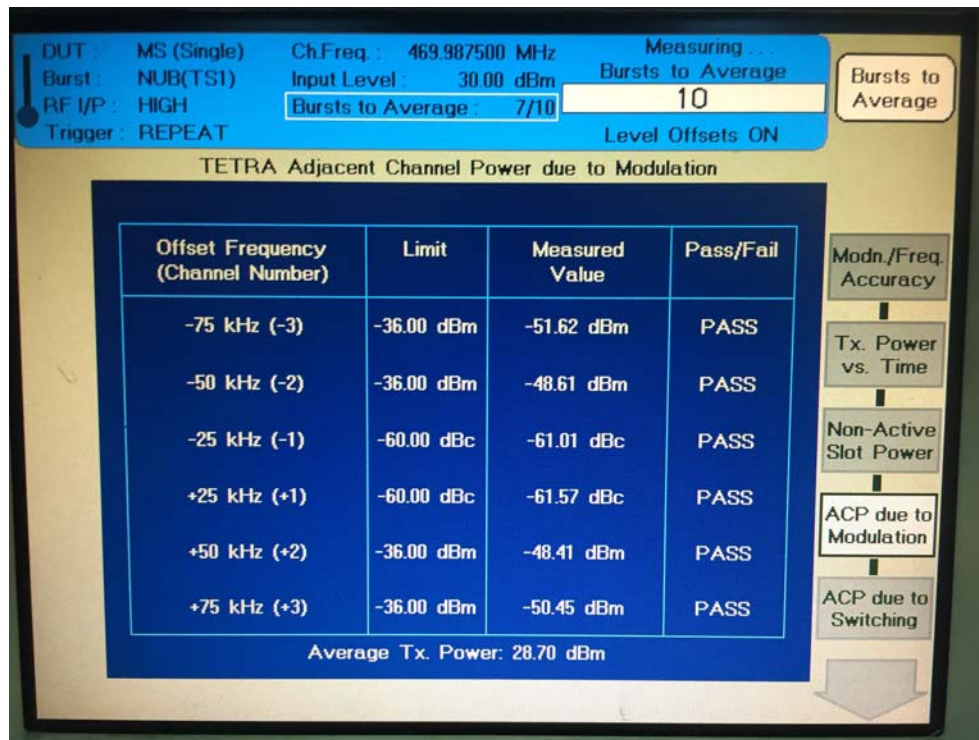 DUT : MS (Single) Ch.Freq. : 469.987500 MHz Measuring . . .
Burst : NUB(TS1) Input Level : 30.00 dBm Bursts to Average
RF I/P : HIGH Bursts to Average : 7/10 10
Trigger : REPEAT Level Offsets ON
Bursts to
Average
TETRA Adjacent Channel Power due to Modulation
Offset Frequency
(Channel Number) Limit Measured
Value Pass/Fail
-75 kHz (-3) -36.00 dBm -51.62 dBm PASS
-50 kHz (-2) -36.00 dBm -48.61 dBm PASS
-25 kHz (-1) -60.00 dBc -61.01 dBc PASS
+25 kHz (+1) -60.00 dBc -61.57 dBc PASS
+50 kHz (+2) -36.00 dBm -48.41 dBm PASS
+75 kHz (+3) -36.00 dBm -50.45 dBm PASS
Average Tx. Power: 28.70 dBm
Modn./Freq.
Accuracy
Tx. Power
vs. Time
Non-Active
Slot Power
ACP due to
Modulation
ACP due to
Switching